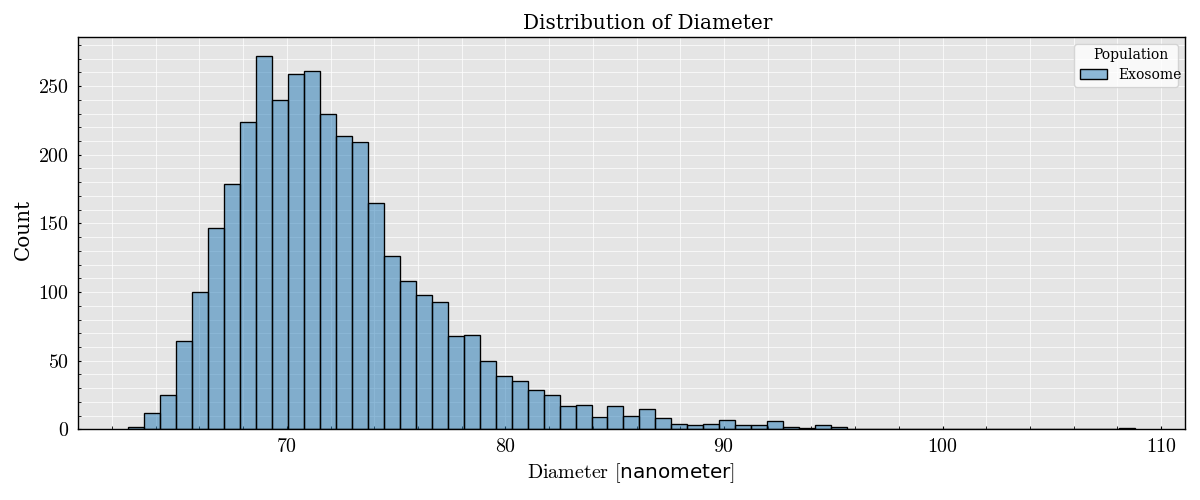 Distribution of Diameter
Population
Exosome
Count
250
200
150
100
50
0
70 80 90 100 110
Diameter [nanometer]